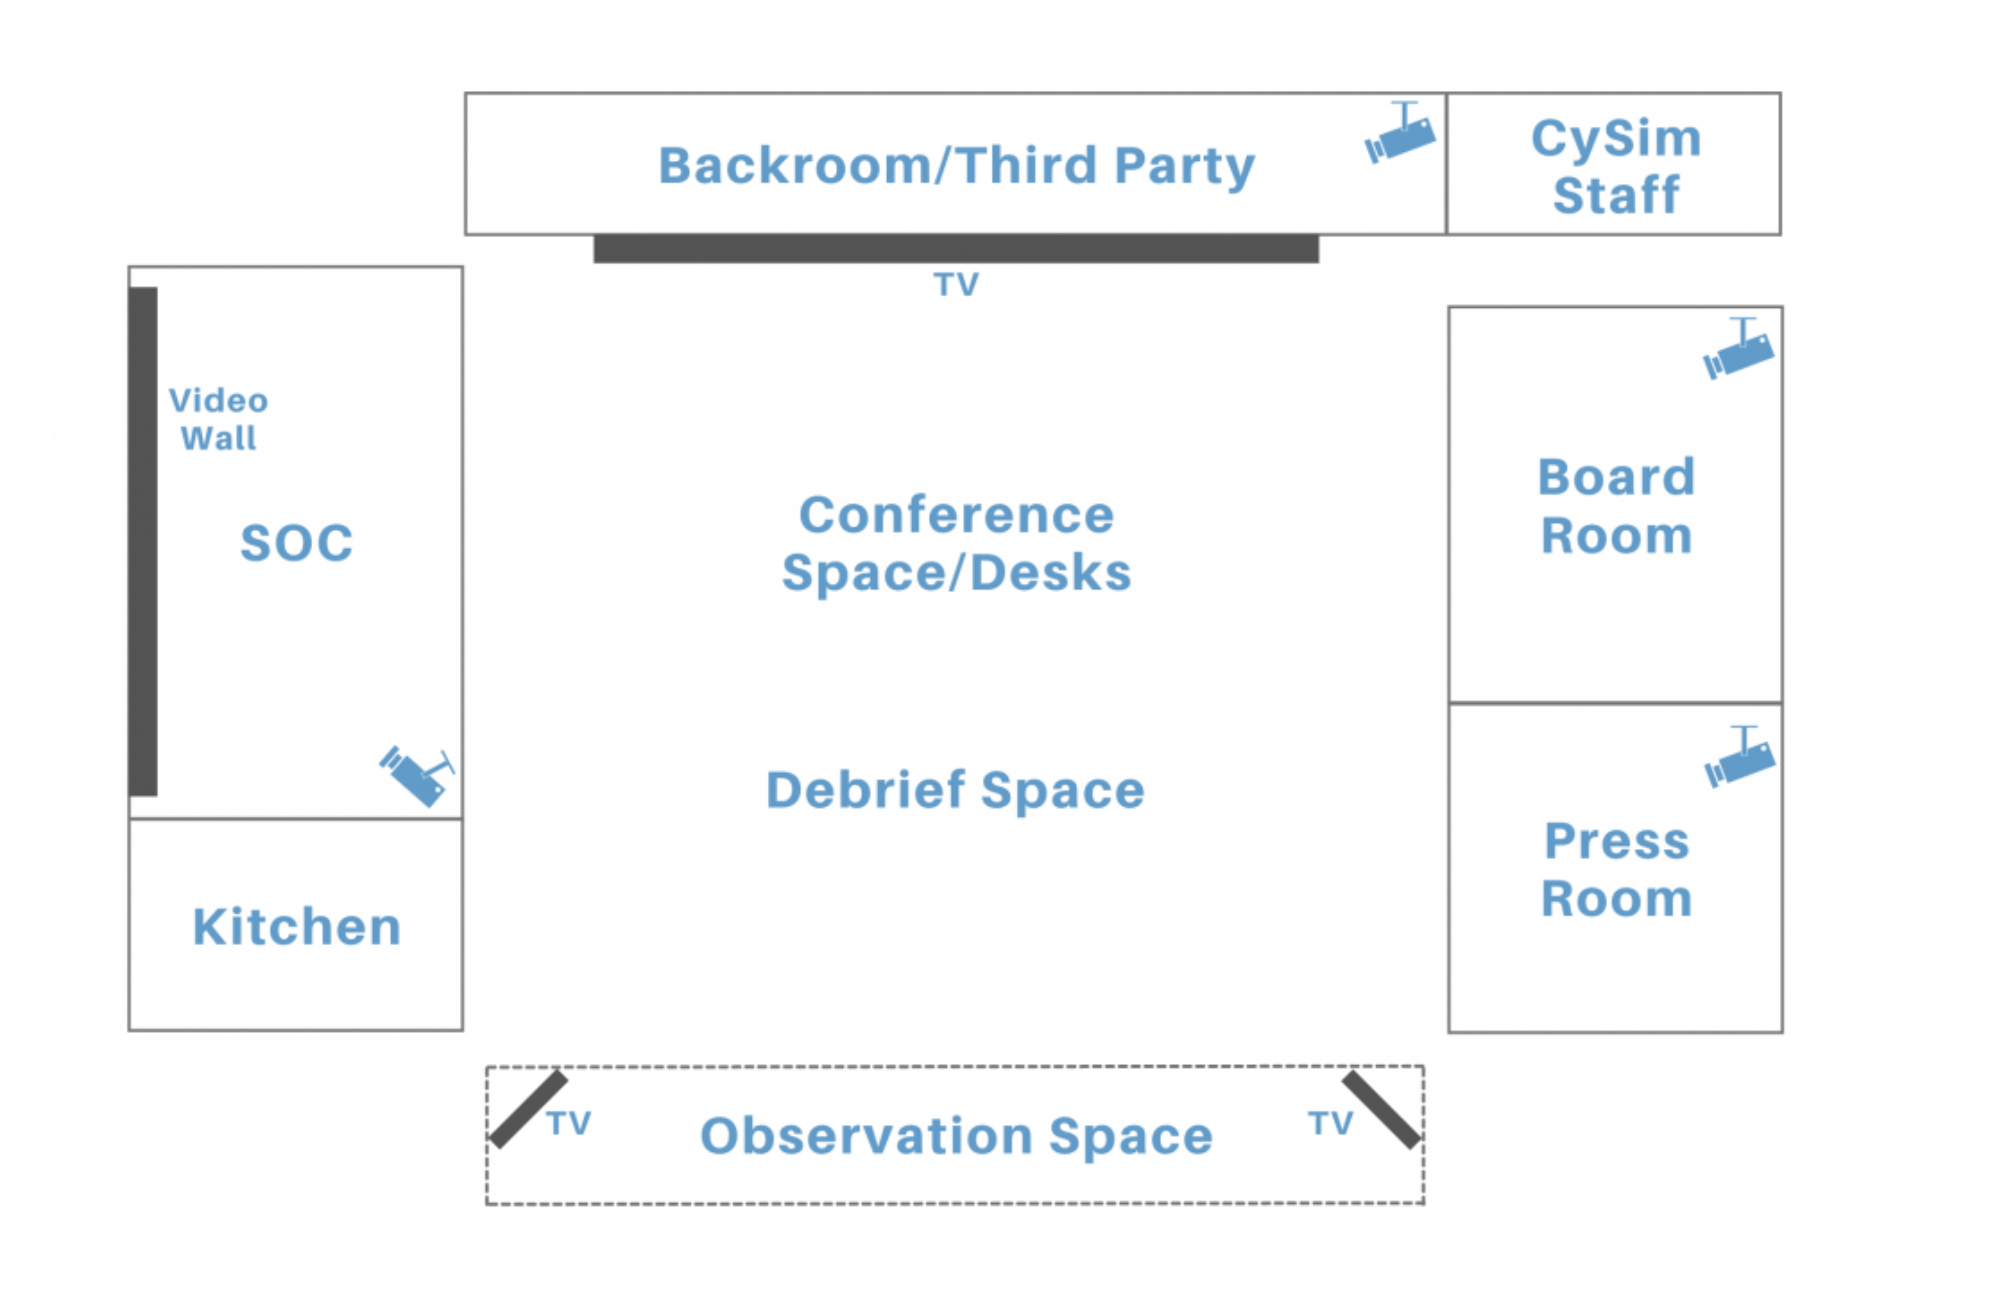 Backroom/Third Party
CySim
Staff
TV
Video
Wall
SOC
Conference
Space/Desks
Board
Room
Debrief Space
Press
Room
Kitchen
TV
Observation Space
TV